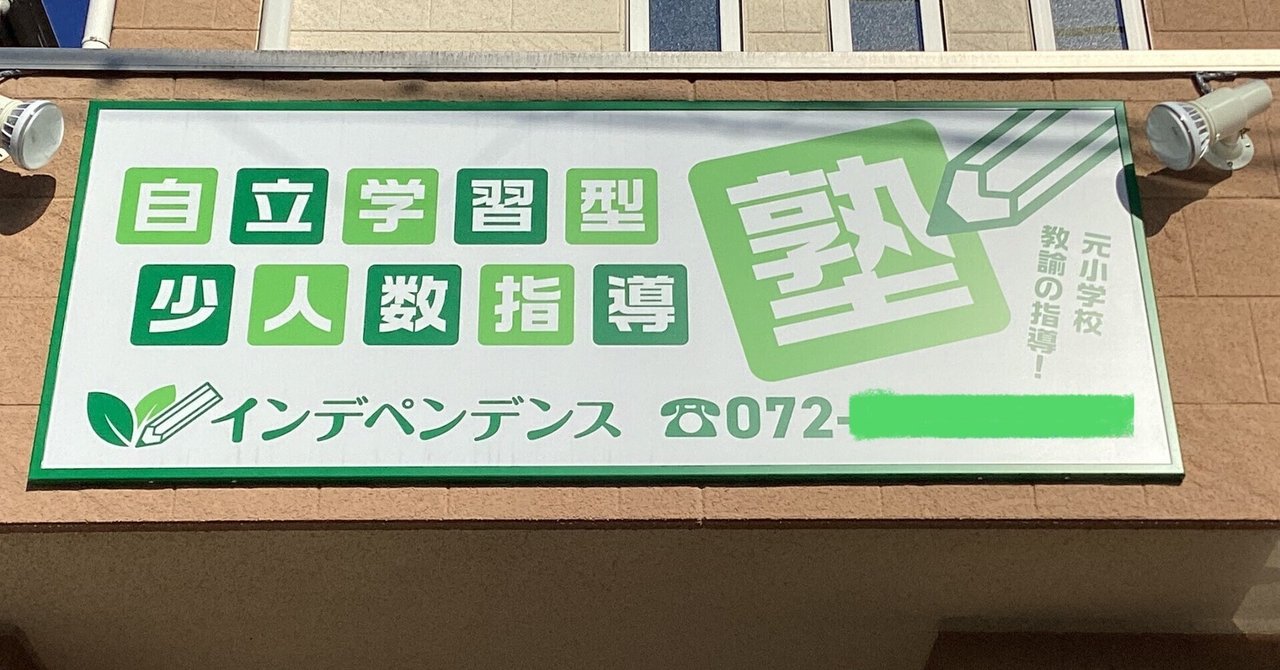 自立学習型
少人数指導
塾
元小学校
教諭の指導!
インデペンデンス
☎072-